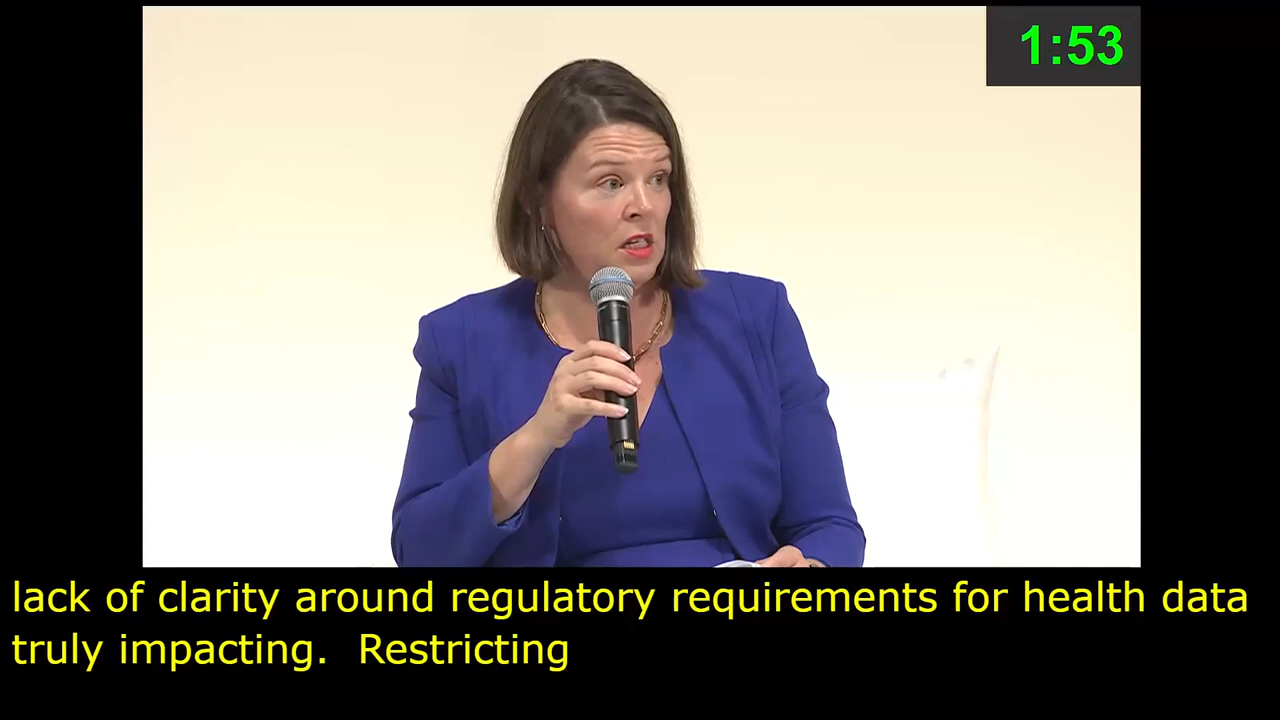 1:53
lack of clarity around regulatory requirements for health data
truly impacting.  Restricting